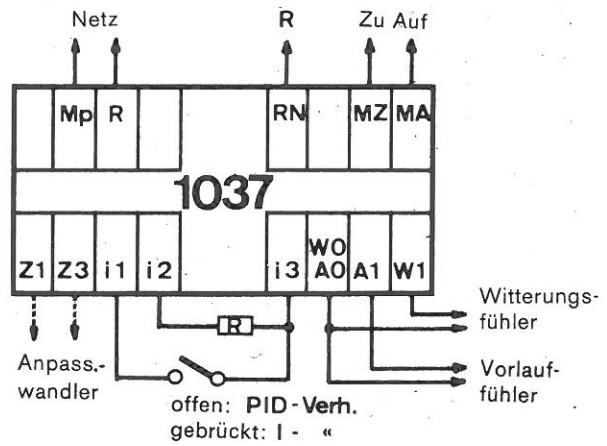 Netz R Zu Auf
Mp R RN MZ MA
1037
Z1 Z3 i1 i2 i3 W0 A0 A1 W1
R
Witterungs-
fühler
Anpass.-
wandler
Vorlauf-
fühler
offen: PID-Verh.
gebrückt: I - «